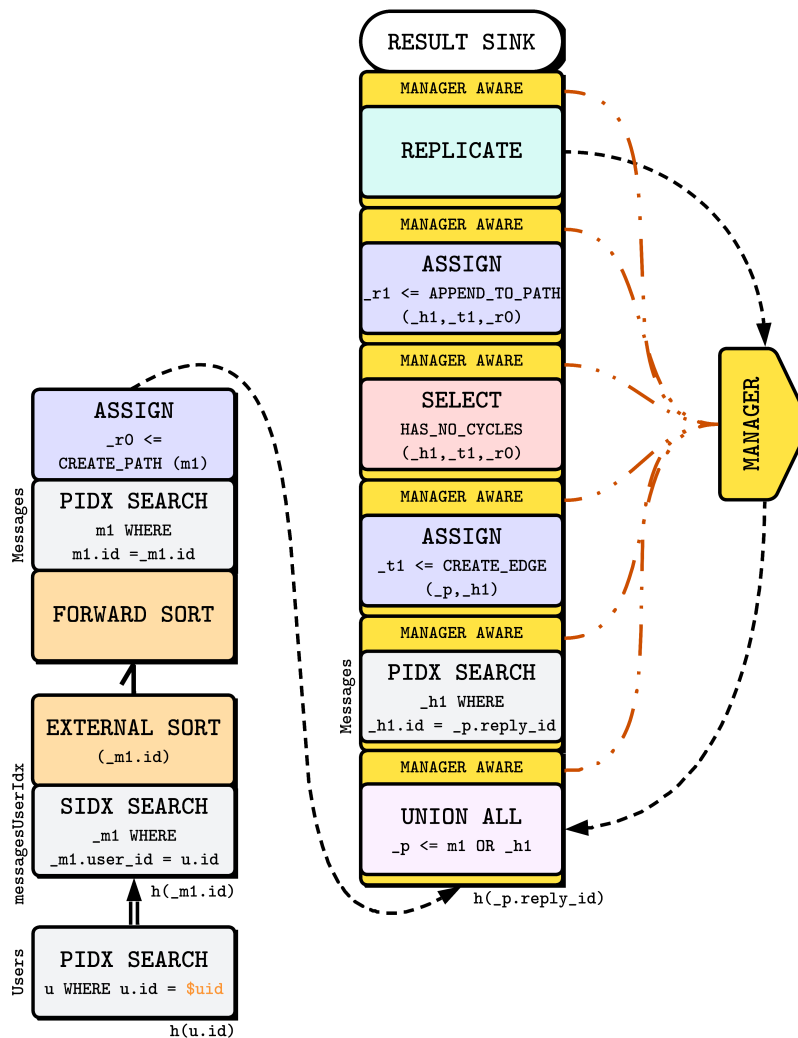 RESULT SINK
MANAGER AWARE
REPLICATE
MANAGER AWARE
ASSIGN
_r1 <= APPEND_TO_PATH
(_h1,_t1,_r0)
MANAGER AWARE
SELECT
HAS_NO_CYCLES
(_h1,_t1,_r0)
MANAGER AWARE
ASSIGN
_t1 <= CREATE_EDGE
(_p,_h1)
MANAGER AWARE
Messages
PIDX SEARCH
_h1 WHERE
_h1.id = _p.reply_id
MANAGER AWARE
UNION ALL
_p <= m1 OR _h1
h(_p.reply_id)
MANAGER
ASSIGN
_r0 <=
CREATE_PATH (m1)
Messages
PIDX SEARCH
m1 WHERE
m1.id =_m1.id
FORWARD SORT
EXTERNAL SORT
(_m1.id)
messagesUserIdx
SIDX SEARCH
_m1 WHERE
_m1.user_id = u.id
h(_m1.id)
Users
PIDX SEARCH
u WHERE u.id = $uid
h(u.id)